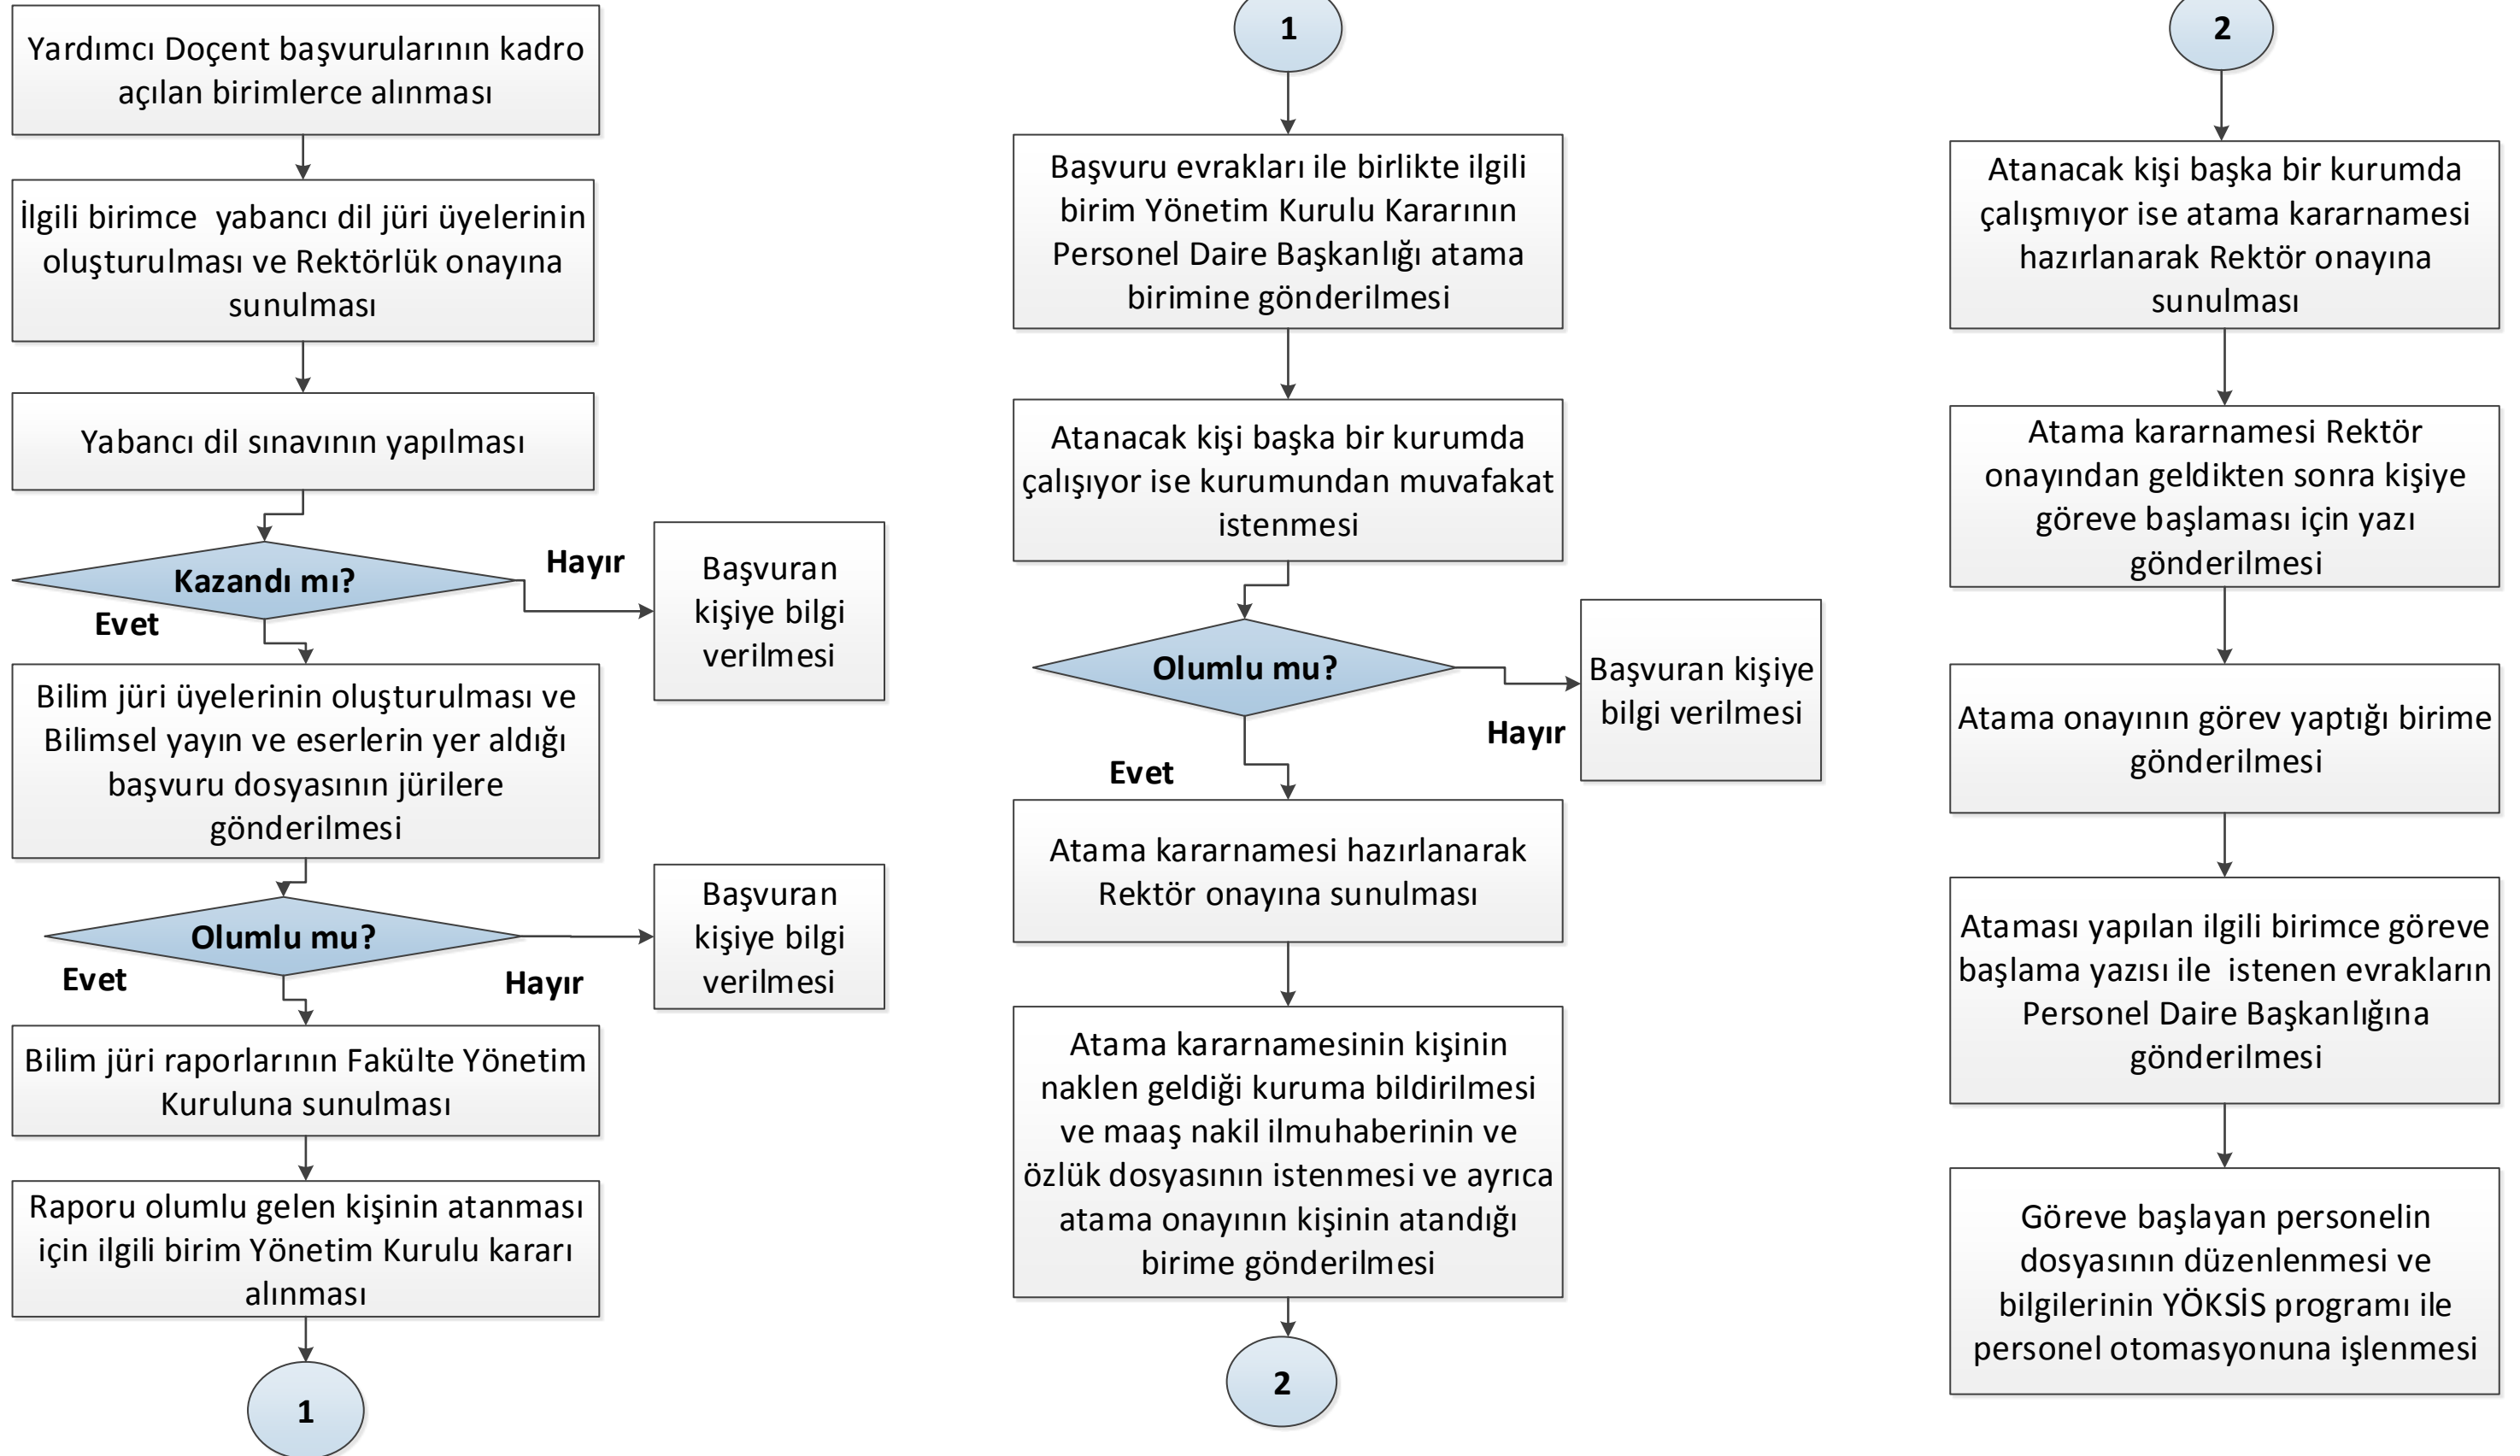 Yardımcı Doçent başvurularının kadro
açılan birimlerce alınması
İlgili birimce  yabancı dil jüri üyelerinin
oluşturulması ve Rektörlük onayına
sunulması
Yabancı dil sınavının yapılması
Kazandı mı?
Hayır
Başvuran
kişiye bilgi
verilmesi
Evet
Bilim jüri üyelerinin oluşturulması ve
Bilimsel yayın ve eserlerin yer aldığı
başvuru dosyasının jürilere
gönderilmesi
Olumlu mu?
Hayır
Başvuran
kişiye bilgi
verilmesi
Evet
Bilim jüri raporlarının Fakülte Yönetim
Kuruluna sunulması
Raporu olumlu gelen kişinin atanması
için ilgili birim Yönetim Kurulu kararı
alınması
1
1
Başvuru evrakları ile birlikte ilgili
birim Yönetim Kurulu Kararının
Personel Daire Başkanlığı atama
birimine gönderilmesi
Atanacak kişi başka bir kurumda
çalışıyor ise kurumundan muvafakat
istenmesi
Olumlu mu?
Hayır
Başvuran kişiye
bilgi verilmesi
Evet
Atama kararnamesi hazırlanarak
Rektör onayına sunulması
Atama kararnamesinin kişinin
naklen geldiği kuruma bildirilmesi
ve maaş nakil ilmuhaberinin ve
özlük dosyasının istenmesi ve ayrıca
atama onayının kişinin atandığı
birime gönderilmesi
2
2
Atanacak kişi başka bir kurumda
çalışmıyor ise atama kararnamesi
hazırlanarak Rektör onayına
sunulması
Atama kararnamesi Rektör
onayından geldikten sonra kişiye
göreve başlaması için yazı
gönderilmesi
Atama onayının görev yaptığı birime
gönderilmesi
Ataması yapılan ilgili birimce göreve
başlama yazısı ile  istenen evrakların
Personel Daire Başkanlığına
gönderilmesi
Göreve başlayan personelin
dosyasının düzenlenmesi ve
bilgilerinin YÖKSİS programı ile
personel otomasyonuna işlenmesi